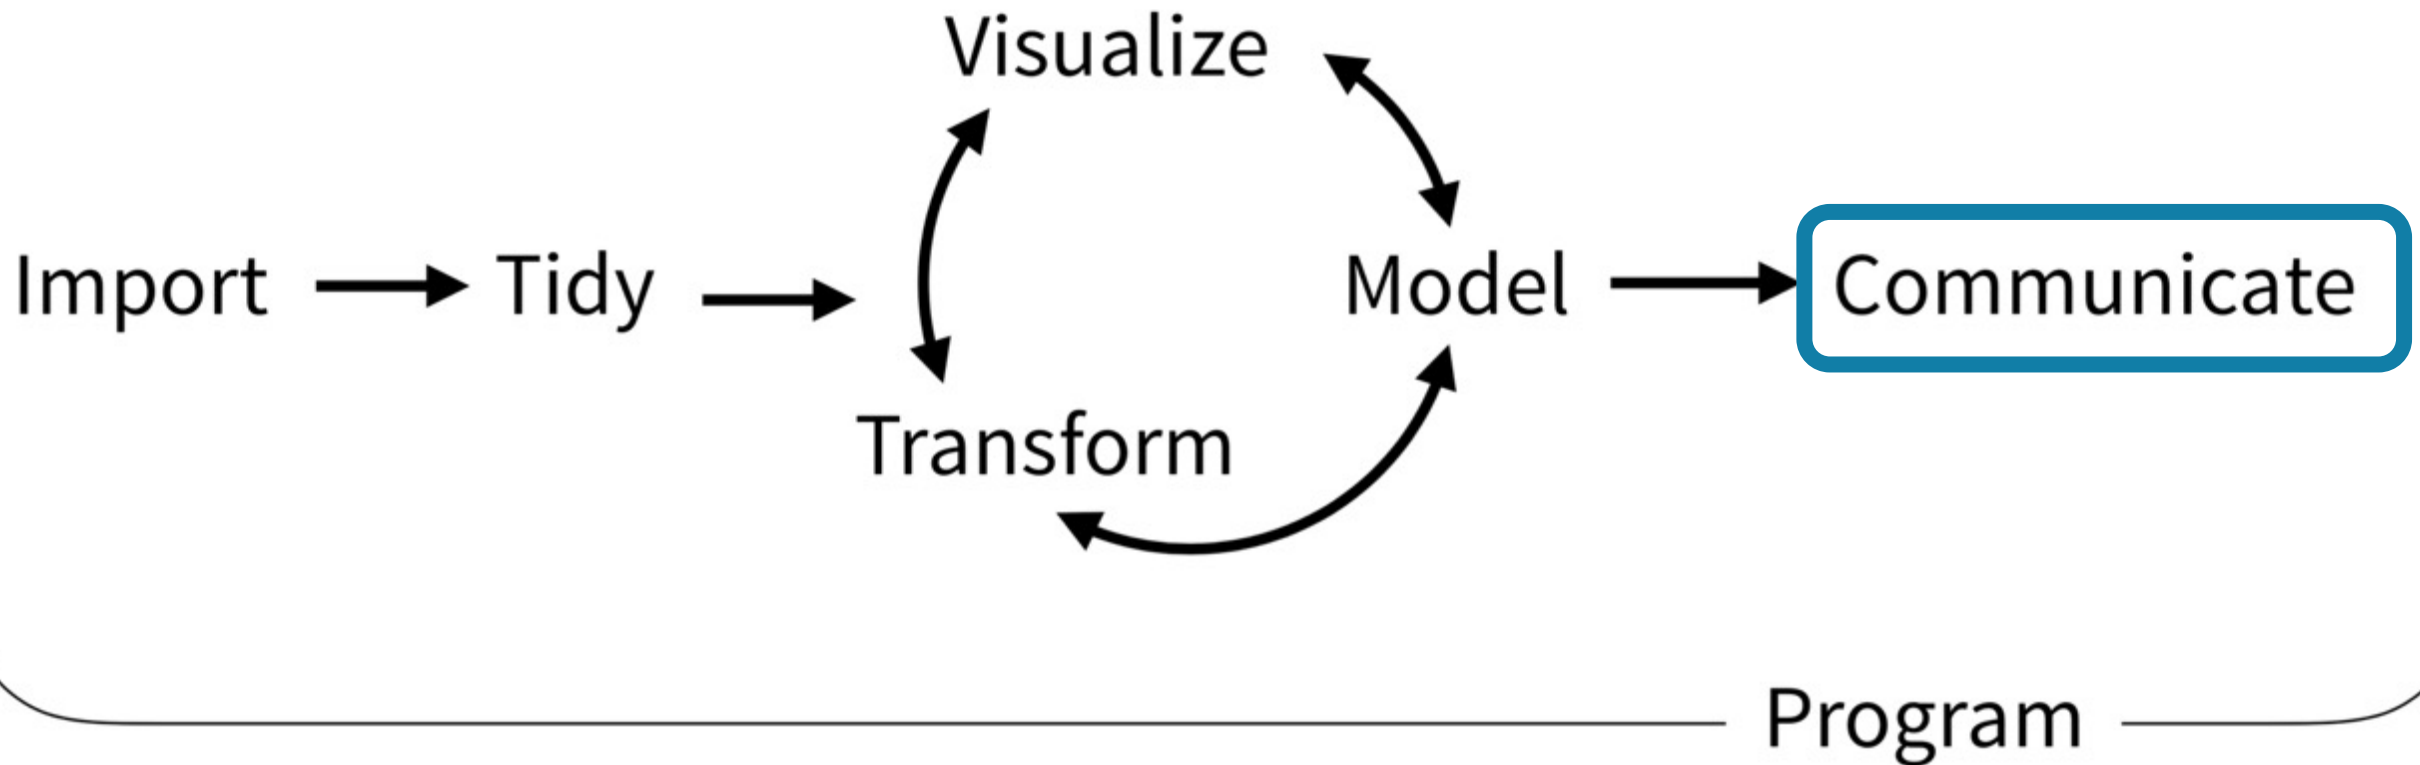 Visualize
Import Tidy Model Communicate
Transform
Program